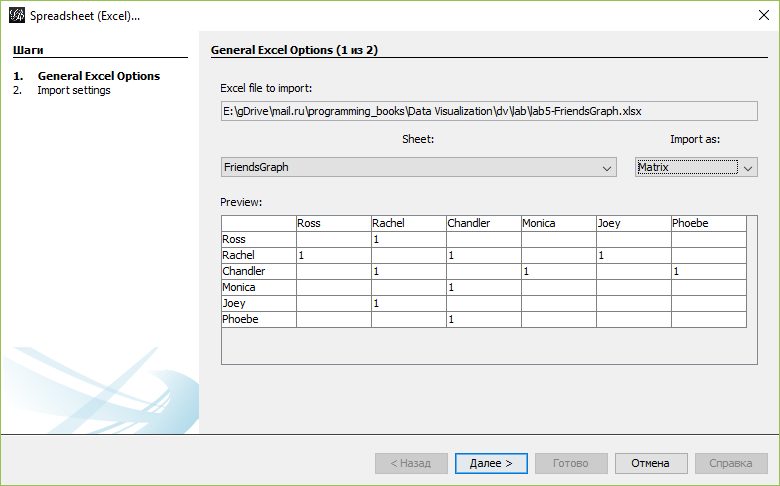 Spreadsheet (Excel)...
Шаги
1. General Excel Options
2. Import settings
General Excel Options (1 из 2)
Excel file to import:
E:\gDrive\mail.ru\programming_books\Data Visualization\dv\lab\lab5-FriendsGraph.xlsx
Sheet: Import as:
FriendsGraph Matrix
Preview:
Ross Rachel Chandler Monica Joey Phoebe
Ross 1
Rachel 1 1 1
Chandler 1 1 1
Monica 1
Joey 1
Phoebe 1
< Назад Далее > Готово Отмена Справка